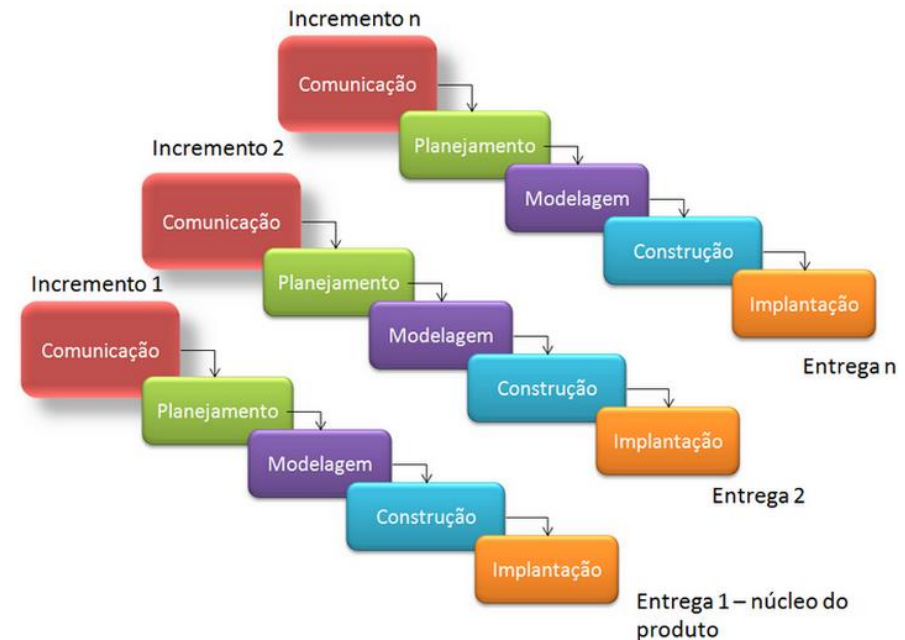 Incremento n
Comunicação
Planejamento
Modelagem
Construção
Implantação
Entrega n
Incremento 2
Comunicação
Planejamento
Modelagem
Construção
Implantação
Entrega 2
Incremento 1
Comunicação
Planejamento
Modelagem
Construção
Implantação
Entrega 1 – núcleo do
produto